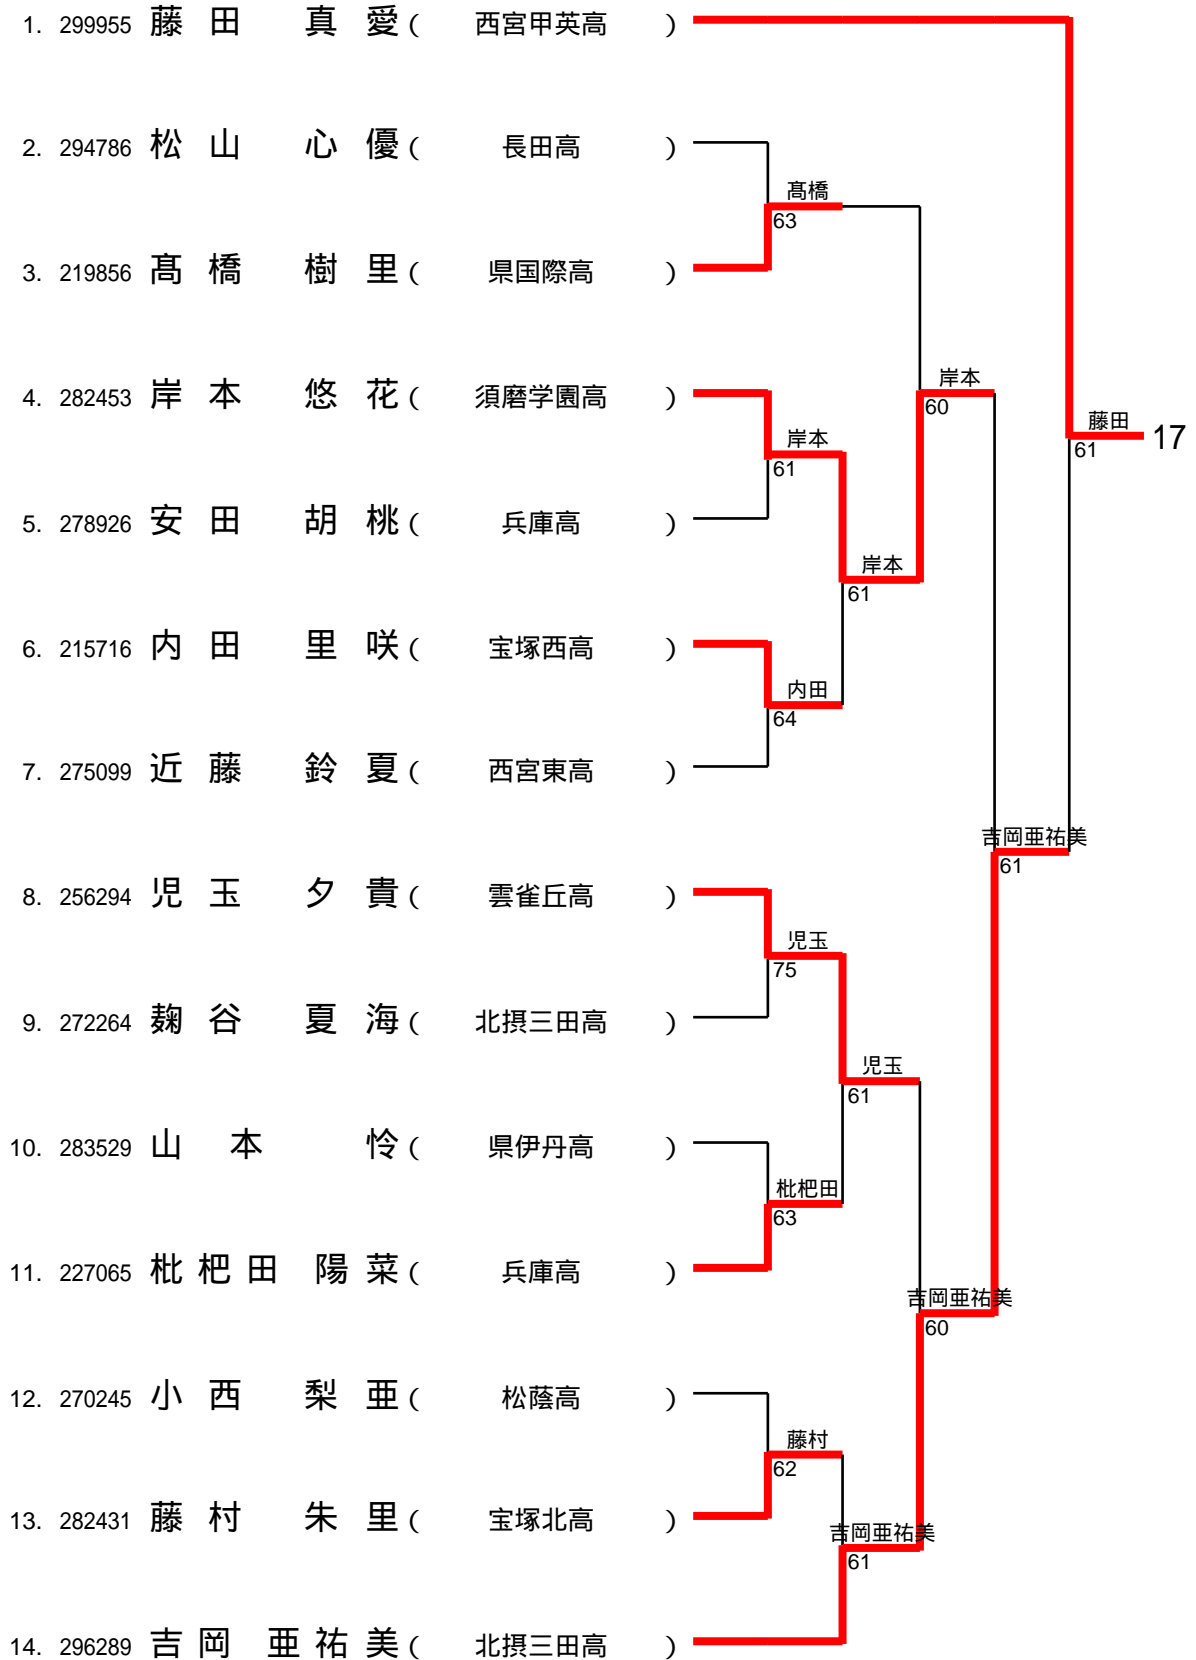 1. 299955 藤田 真愛 ( 西宮甲英高 )
2. 294786 松山 心優 ( 長田高 )
髙橋
63
3. 219856 髙橋 樹里 ( 県国際高 )
岸本
60
4. 282453 岸本 悠花 ( 須磨学園高 )
藤田 17
61
岸本
61
5. 278926 安田 胡桃 ( 兵庫高 )
岸本
61
6. 215716 内田 里咲 ( 宝塚西高 )
内田
64
7. 275099 近藤 鈴夏 ( 西宮東高 )
吉岡亜祐美
61
8. 256294 児玉 夕貴 ( 雲雀丘高 )
児玉
75
9. 272264 麹谷 夏海 ( 北摂三田高 )
児玉
61
10. 283529 山本 怜 ( 県伊丹高 )
枇杷田
63
11. 227065 枇杷田 陽菜 ( 兵庫高 )
吉岡亜祐美
60
12. 270245 小西 梨亜 ( 松蔭高 )
藤村
62
13. 282431 藤村 朱里 ( 宝塚北高 )
吉岡亜祐美
61
14. 296289 吉岡 亜祐美 ( 北摂三田高 )